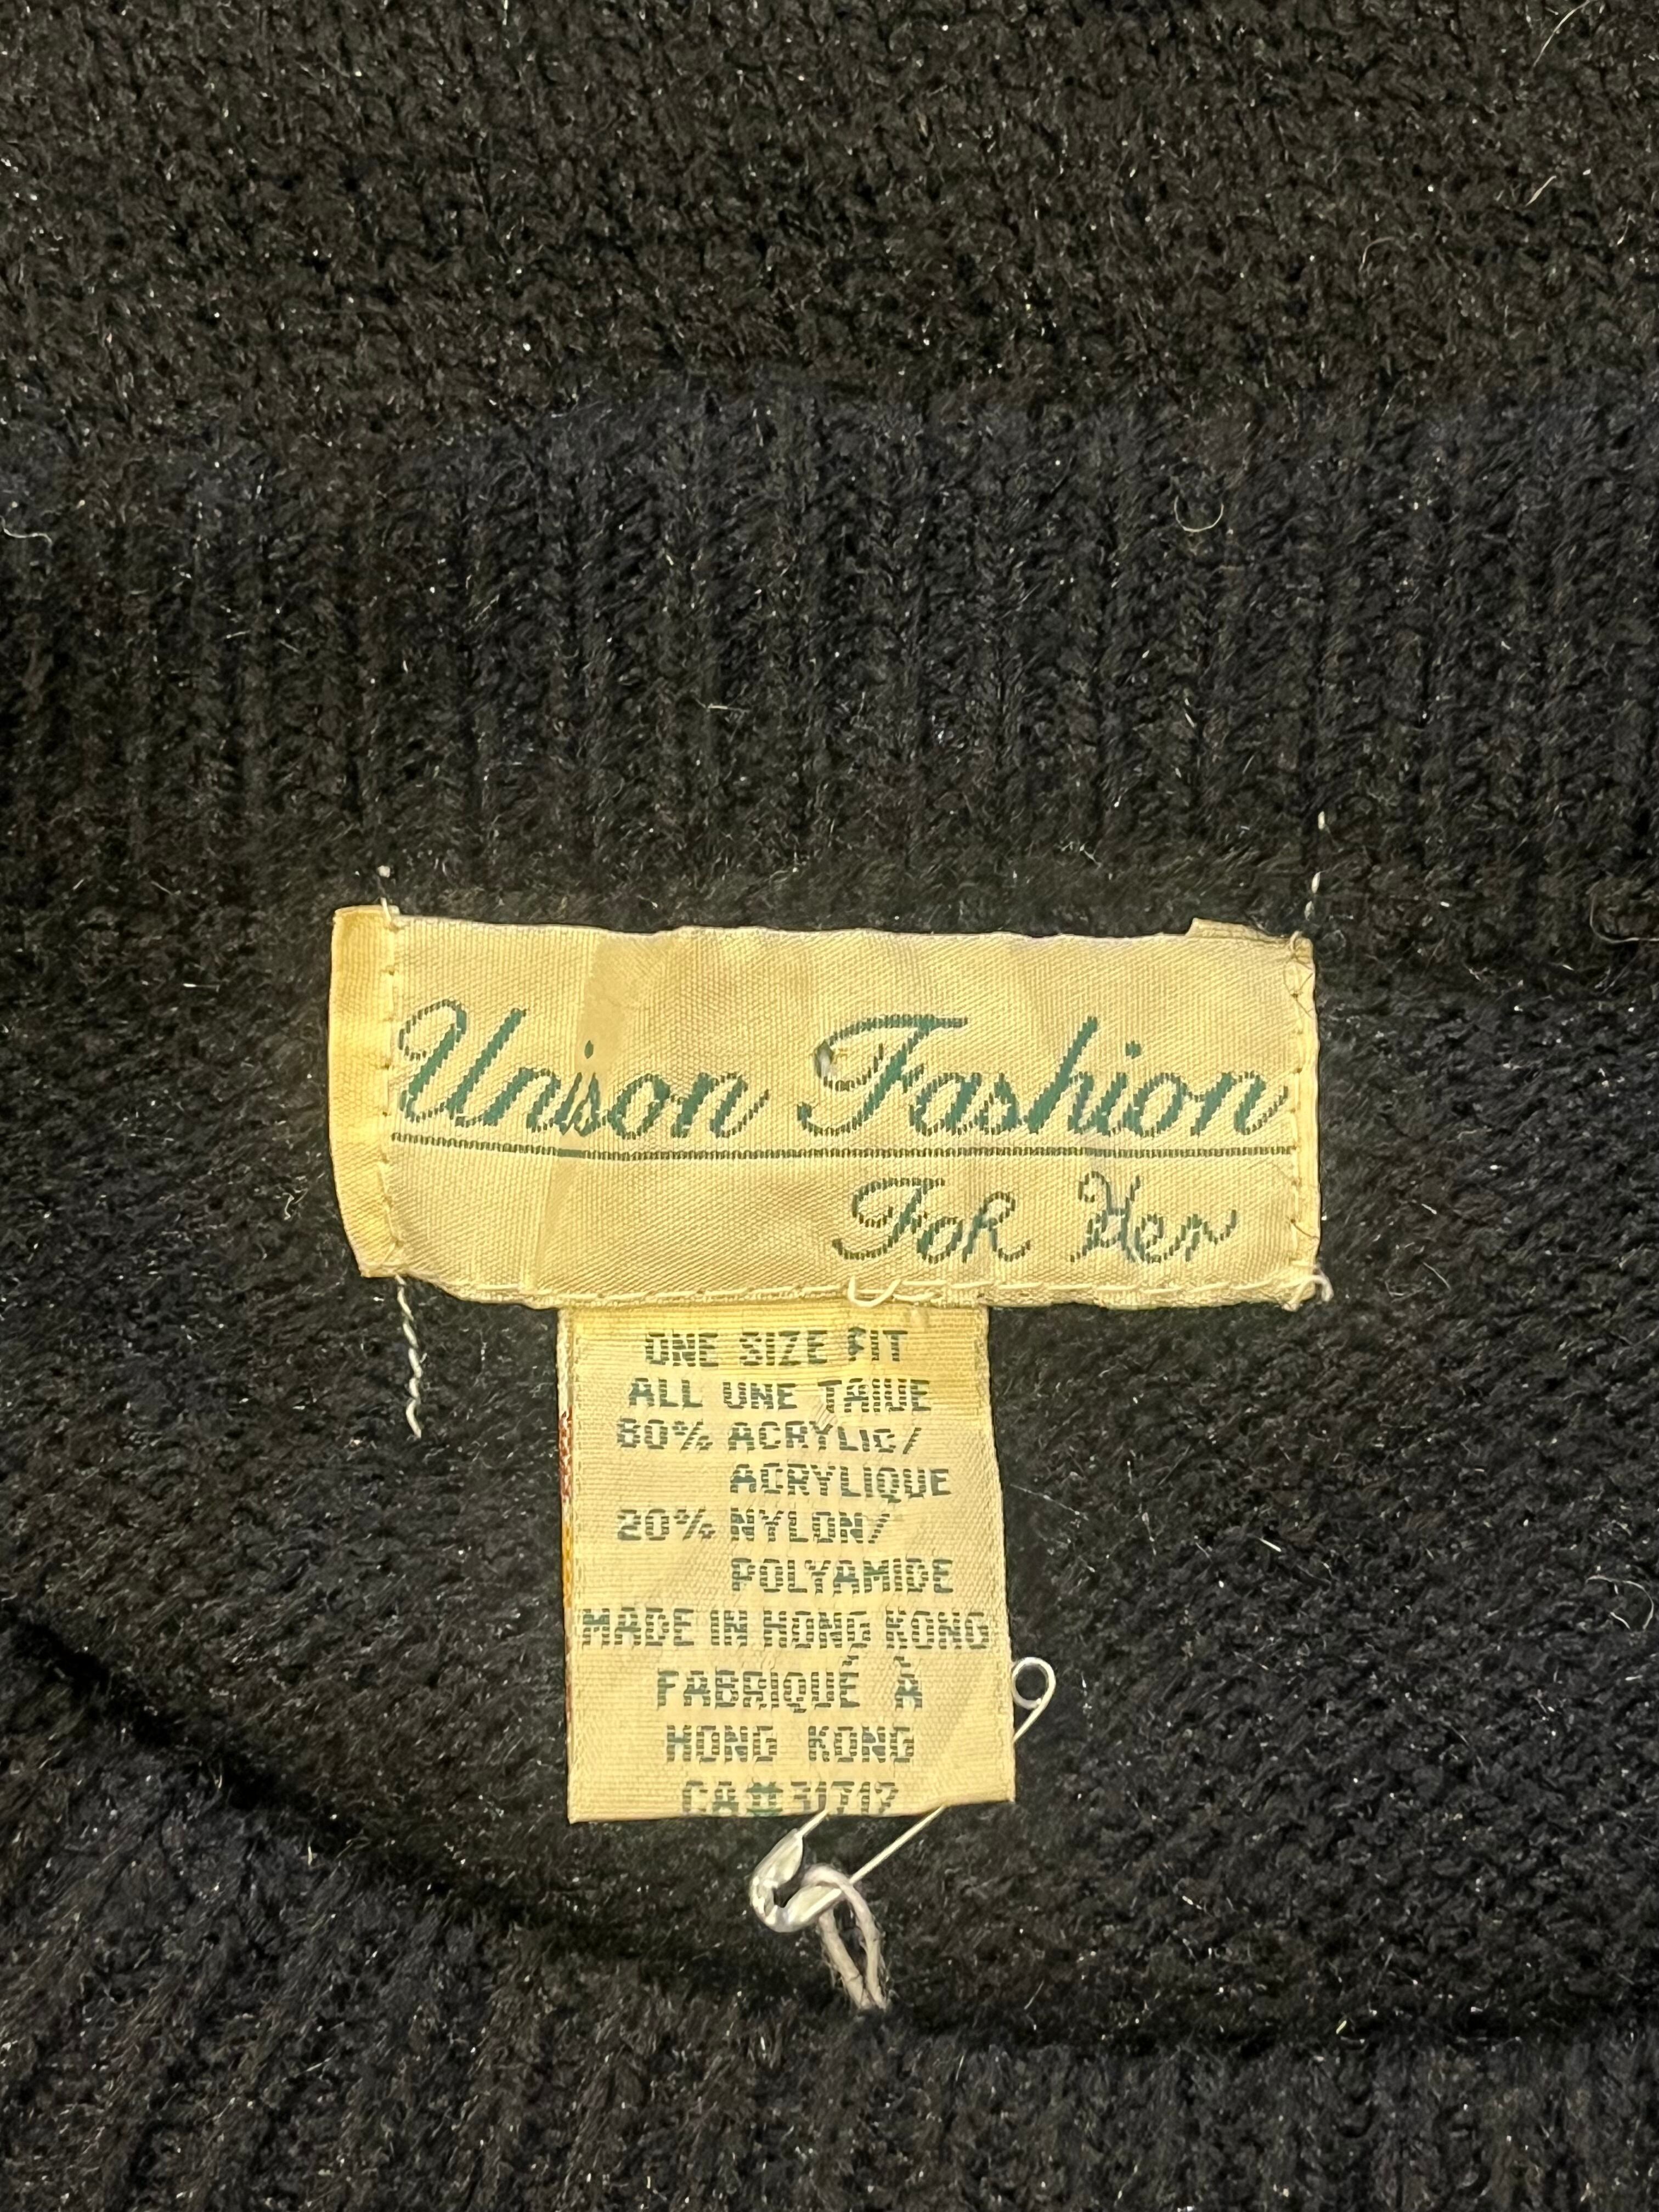 Unison Fashion
For Her
ONE SIZE FIT
ALL UNE TAIUE
80% ACRYLIC/
ACRYLIQUE
20% NYLON/
POLYAMIDE
MADE IN HONG KONG
FABRIQUÉ À
HONG KONG